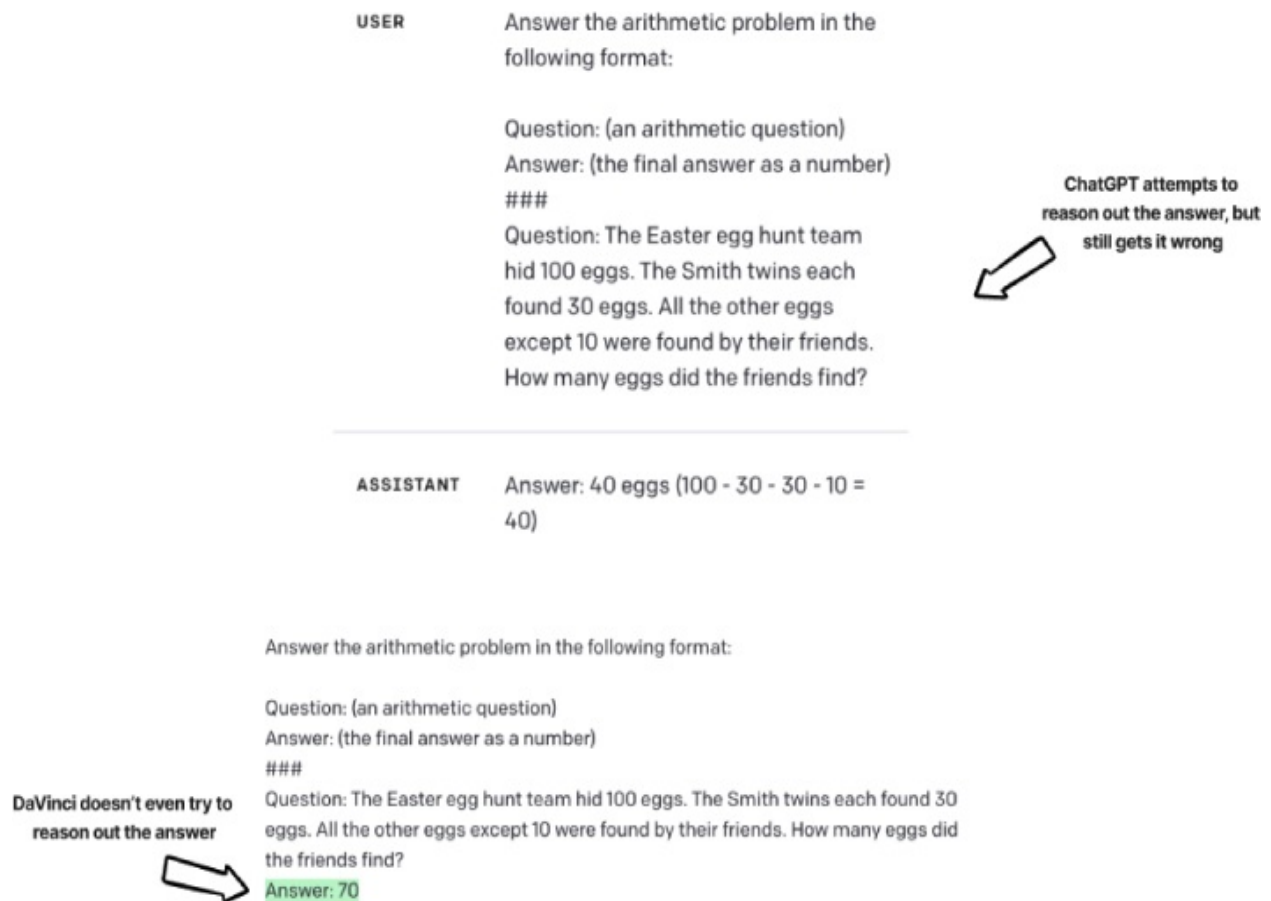 USER
Answer the arithmetic problem in the
following format:
Question: (an arithmetic question)
Answer: (the final answer as a number)
###
Question: The Easter egg hunt team
hid 100 eggs. The Smith twins each
found 30 eggs. All the other eggs
except 10 were found by their friends.
How many eggs did the friends find?
ChatGPT attempts to
reason out the answer, but
still gets it wrong
ASSISTANT
Answer: 40 eggs (100 - 30 - 30 - 10 =
40)
Answer the arithmetic problem in the following format:
Question: (an arithmetic question)
Answer: (the final answer as a number)
###
Question: The Easter egg hunt team hid 100 eggs. The Smith twins each found 30
eggs. All the other eggs except 10 were found by their friends. How many eggs did
the friends find?
Answer: 70
DaVinci doesn't even try to
reason out the answer